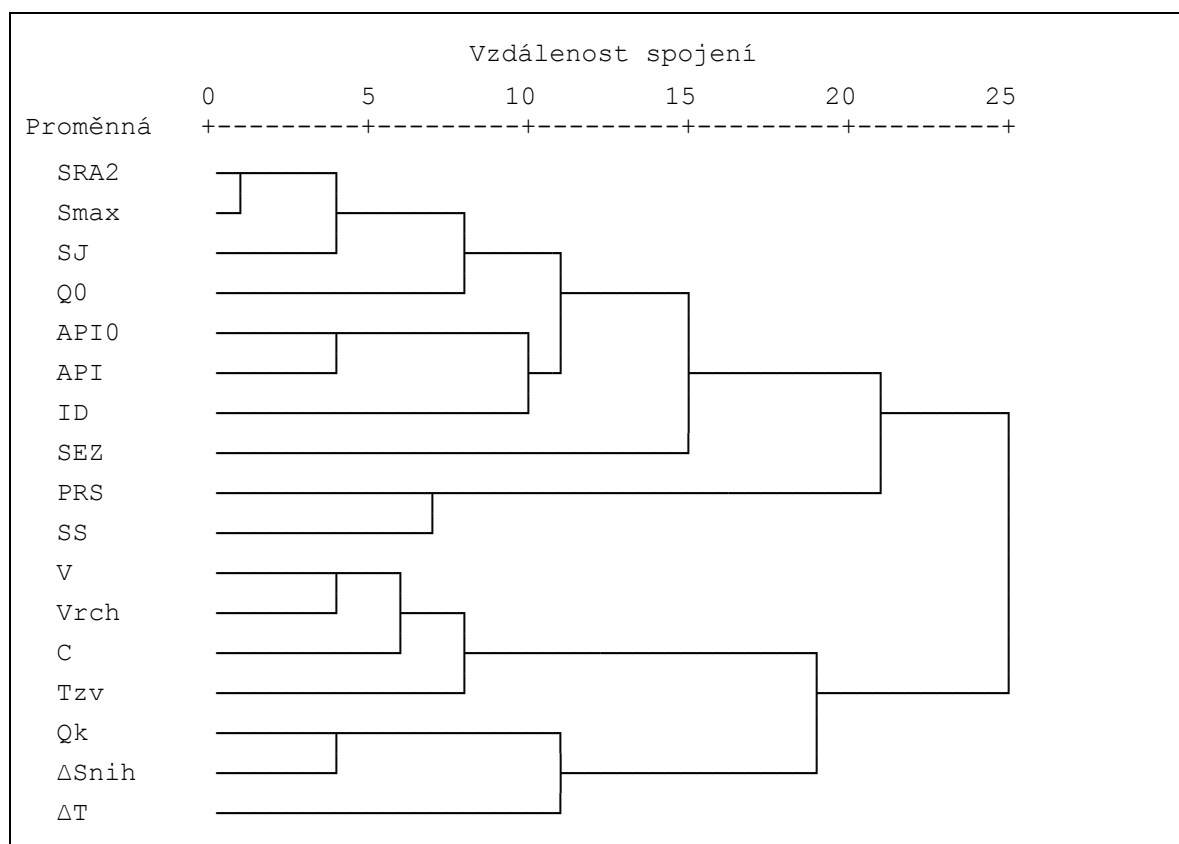 Vzdálenost spojení
0 5 10 15 20 25
Proměnná +---------+---------+---------+---------+---------+
SRA2
Smax
SJ
Q0
API0
API
ID
SEZ
PRS
SS
V
Vrch
C
Tzv
Qk
ΔSnih
ΔT